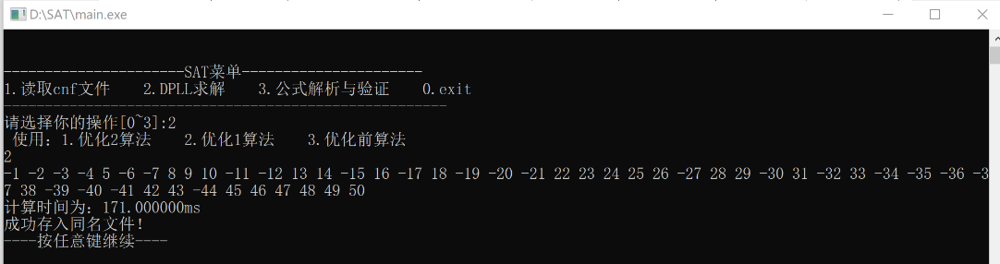 D:\SAT\main.exe
----------------------SAT菜单----------------------
1.读取cnf文件    2.DPLL求解    3.公式解析与验证    0.exit
------------------------------------------------------
请选择你的操作[0~3]:2
使用：1.优化2算法    2.优化1算法    3.优化前算法
2
-1 -2 -3 -4 5 -6 -7 8 9 10 -11 -12 13 14 -15 16 -17 18 -19 -20 -21 22 23 24 25 26 -27 28 29 -30 31 -32 33 -34 -35 -36 -3
7 38 -39 -40 -41 42 43 -44 45 46 47 48 49 50
计算时间为：171.000000ms
成功存入同名文件！
----按任意键继续----